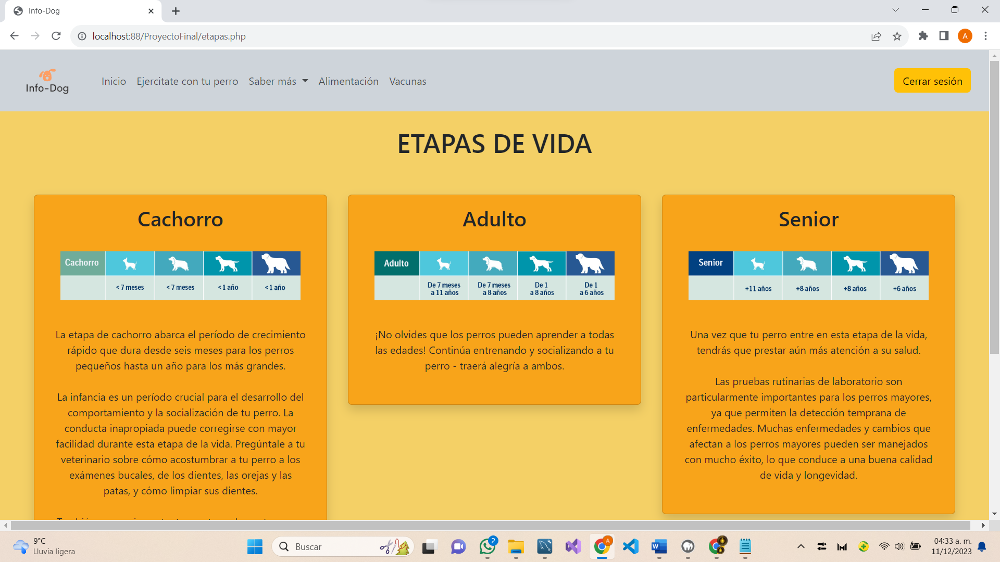 Info-Dog
localhost:88/ProyectoFinal/etapas.php
A
Info-Dog
Inicio
Ejercitate con tu perro
Saber más
Alimentación
Vacunas
Cerrar sesión
ETAPAS DE VIDA
Cachorro
Cachorro
< 7 meses
< 7 meses
< 1 año
< 1 año
La etapa de cachorro abarca el período de crecimiento
rápido que dura desde seis meses para los perros
pequeños hasta un año para los más grandes.
La infancia es un período crucial para el desarrollo del
comportamiento y la socialización de tu perro. La
conducta inapropiada puede corregirse con mayor
facilidad durante esta etapa de la vida. Pregúntale a tu
veterinario sobre cómo acostumbrar a tu perro a los
exámenes bucales, de los dientes, las orejas y las
patas, y cómo limpiar sus dientes.
Adulto
Adulto
De 7 meses
a 11 años
De 7 meses
a 8 años
De 1
a 8 años
De 1
a 6 años
¡No olvides que los perros pueden aprender a todas
las edades! Continúa entrenando y socializando a tu
perro - traerá alegría a ambos.
Senior
Senior
+11 años
+8 años
+8 años
+6 años
Una vez que tu perro entre en esta etapa de la vida,
tendrás que prestar aún más atención a su salud.
Las pruebas rutinarias de laboratorio son
particularmente importantes para los perros mayores,
ya que permiten la detección temprana de
enfermedades. Muchas enfermedades y cambios que
afectan a los perros mayores pueden ser manejados
con mucho éxito, lo que conduce a una buena calidad
de vida y longevidad.
9°C
Lluvia ligera
Buscar
2
A
04:33 a. m.
11/12/2023